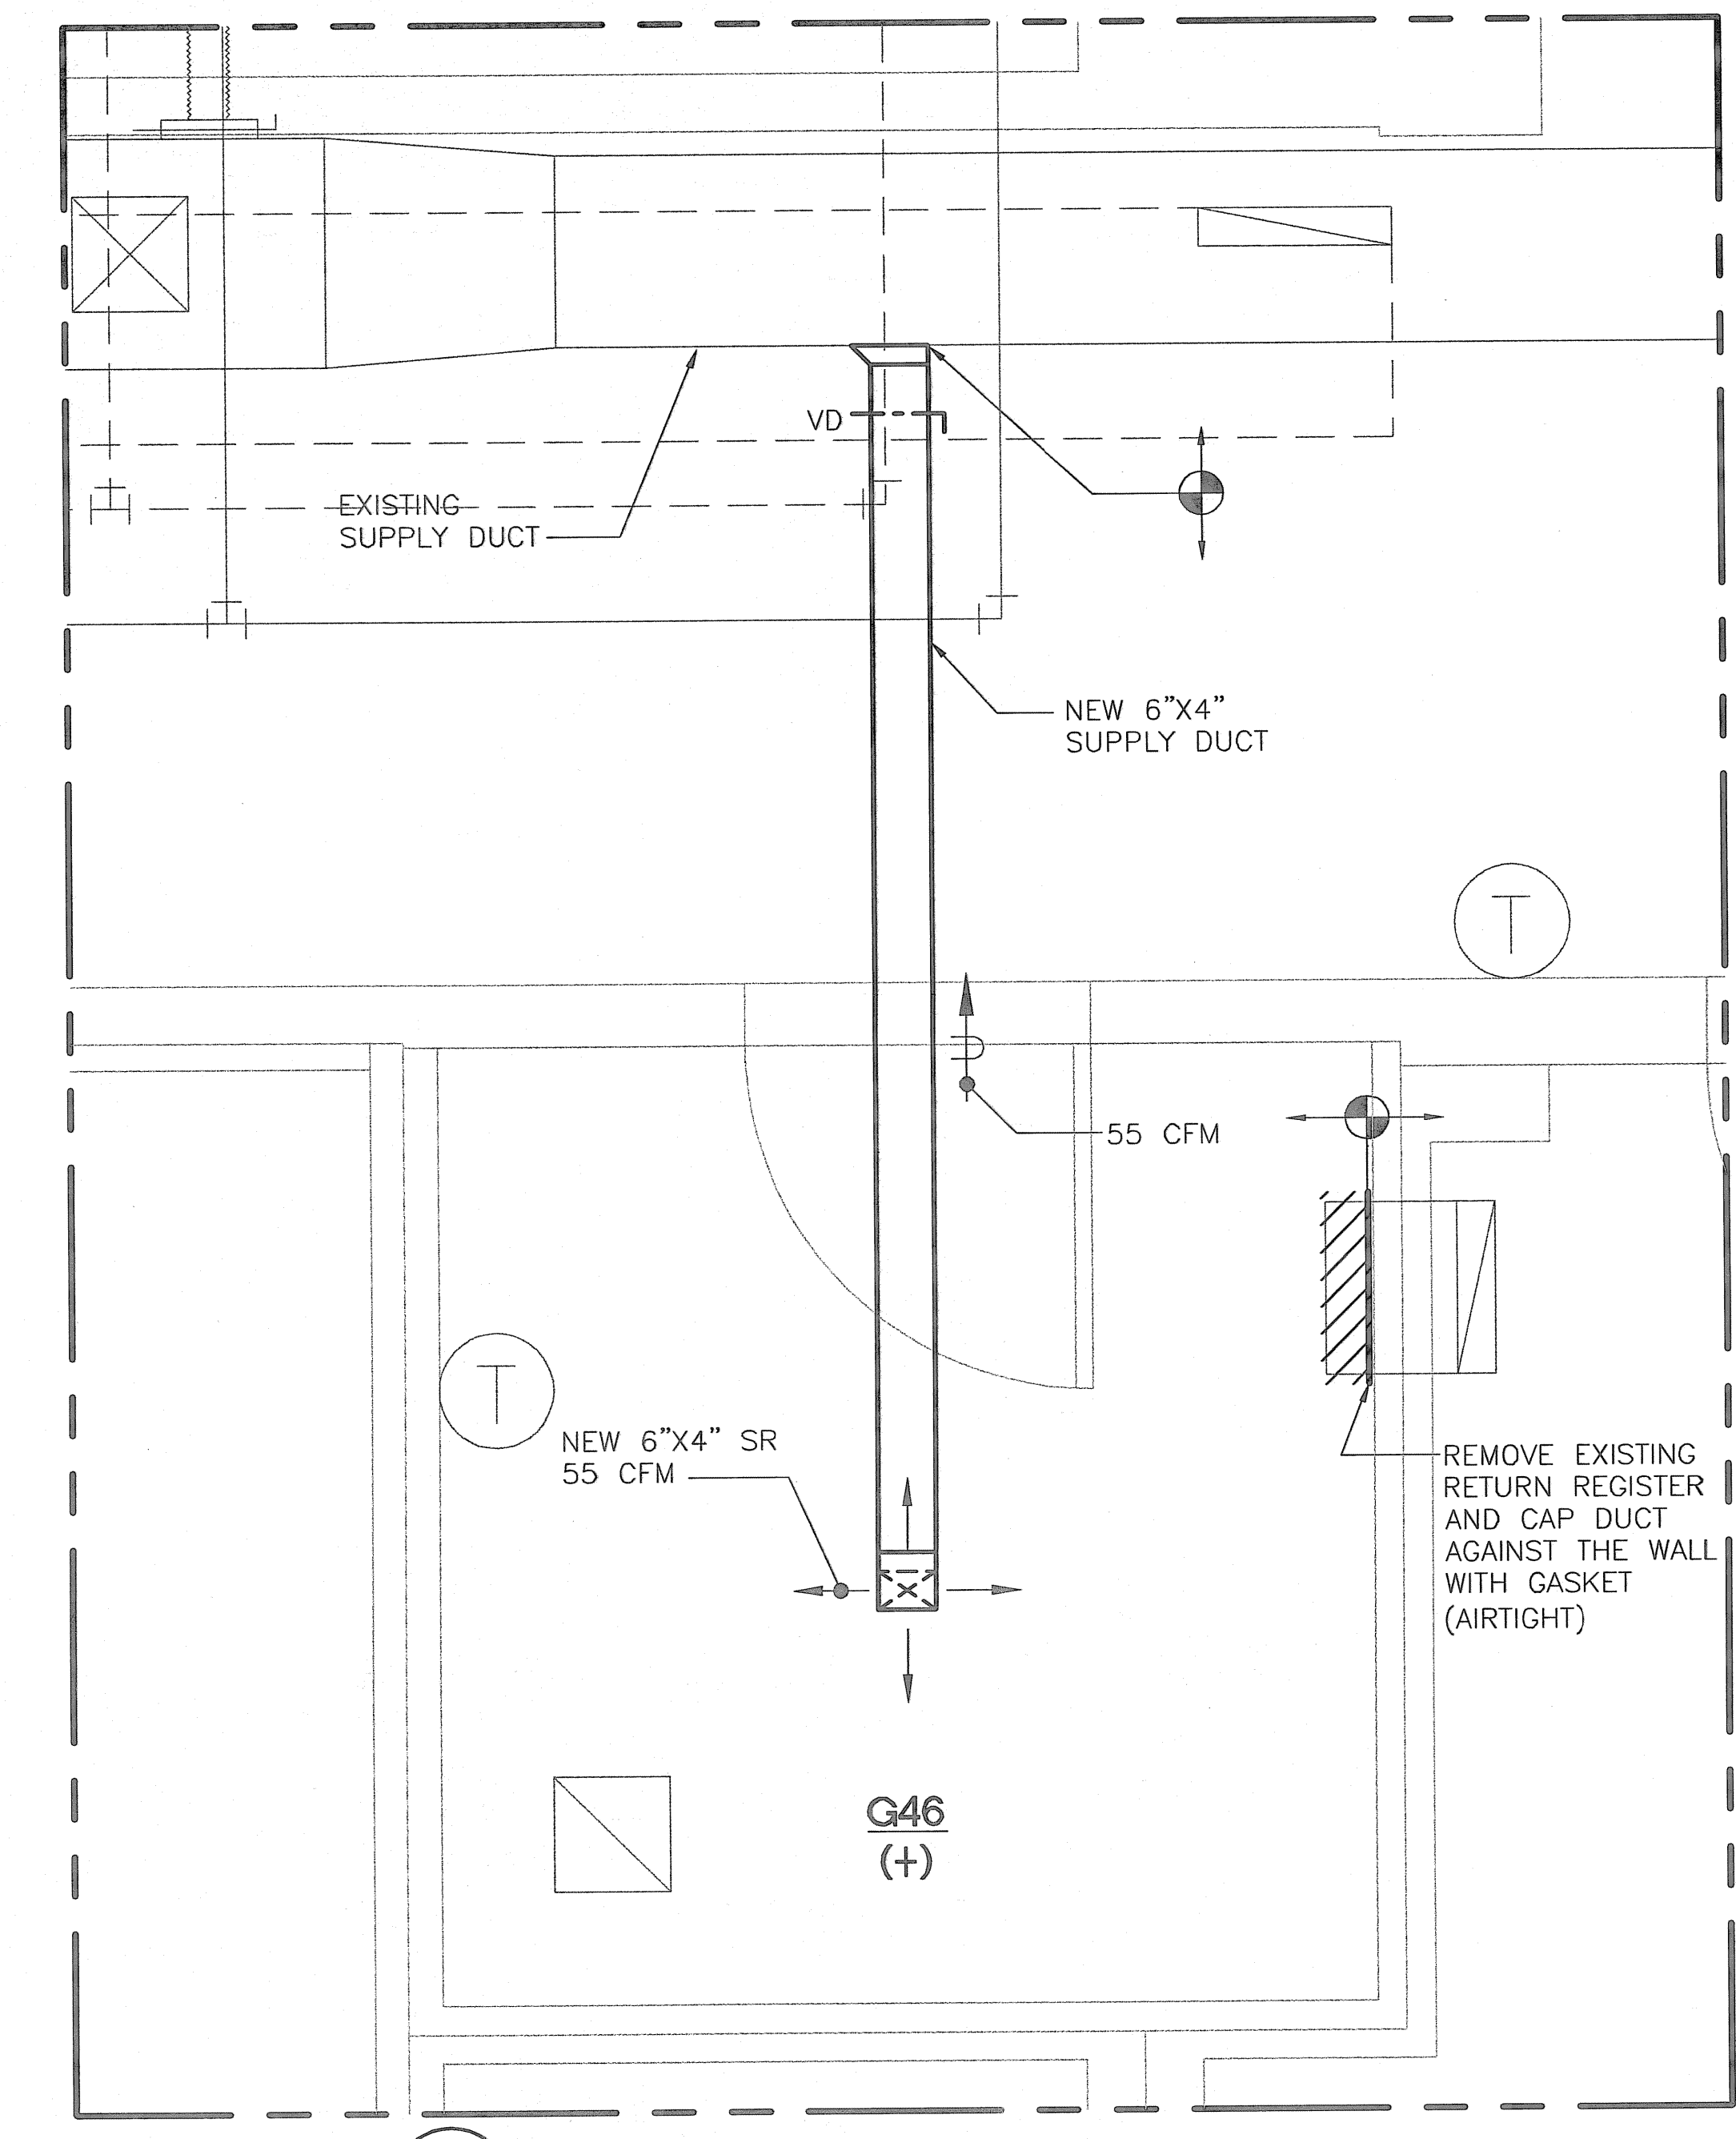 VD
EXISTING
SUPPLY DUCT
NEW 6"X4"
SUPPLY DUCT
T
55 CFM
T
NEW 6"X4" SR
55 CFM
REMOVE EXISTING
RETURN REGISTER
AND CAP DUCT
AGAINST THE WALL
WITH GASKET
(AIRTIGHT)
G46
(+)